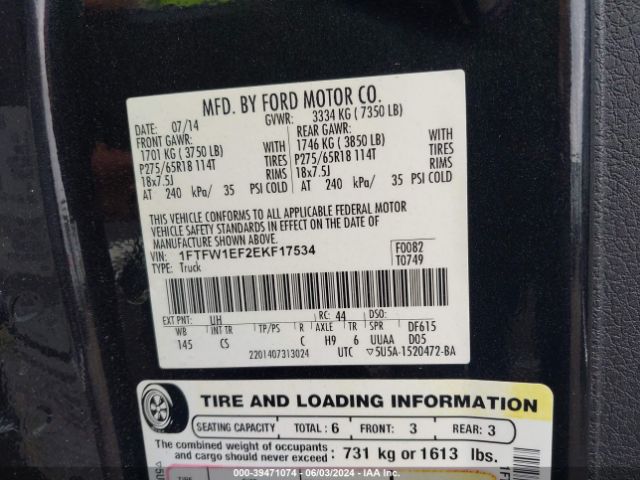 MFD. BY FORD MOTOR CO.
DATE: 07/14 GVWR: 3334 KG (7350 LB)
FRONT GAWR: REAR GAWR:
1701 KG (3750 LB) WITH 1746 KG (3850 LB) WITH
P275/65R18 114T TIRES P275/65R18 114T TIRES
18x7.5J RIMS 18x7.5J RIMS
AT 240 kPa/ 35 PSI COLD AT 240 kPa/ 35 PSI COLD
THIS VEHICLE CONFORMS TO ALL APPLICABLE FEDERAL MOTOR
VEHICLE SAFETY STANDARDS IN EFFECT ON THE DATE OF
MANUFACTURE SHOWN ABOVE.
VIN: 1FTFW1EF2EKF17534 F0082
TYPE: Truck T0749
EXT PNT: UH RC: 44 DSO:
WB INT TR TP/PS R AXLE TR SPR DF615
145 CS C H9 6 UUAA D05
2201407313024 UTC ▽5U5A-1520472-BA
TIRE AND LOADING INFORMATION
SEATING CAPACITY TOTAL: 6 FRONT: 3 REAR: 3
The combined weight of occupants
and cargo should never exceed 731 kg or 1613 lbs.
© 2024 - 39471074 - 06/03/2024 - IAA Inc.